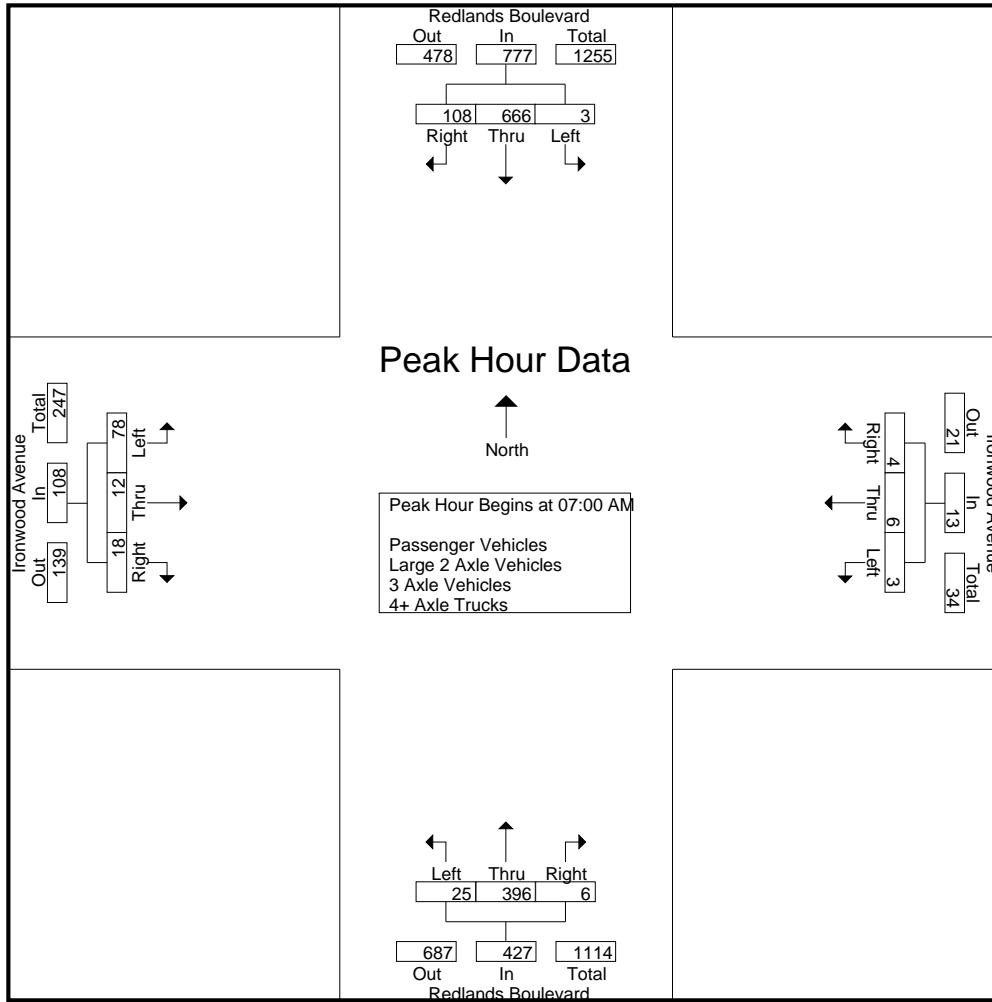 Redlands Boulevard
Out In Total
478 777 1255
108 666 3
Right Thru Left
Peak Hour Data
North
Peak Hour Begins at 07:00 AM
Passenger Vehicles
Large 2 Axle Vehicles
3 Axle Vehicles
4+ Axle Trucks
Ironwood Avenue
Out In Total
139 108 247
18 12 78
Right Thru Left
Ironwood Avenue
Out In Total
21 13 34
4 6 3
Right Thru Left
Left Thru Right
25 396 6
687 427 1114
Out In Total
Redlands Boulevard